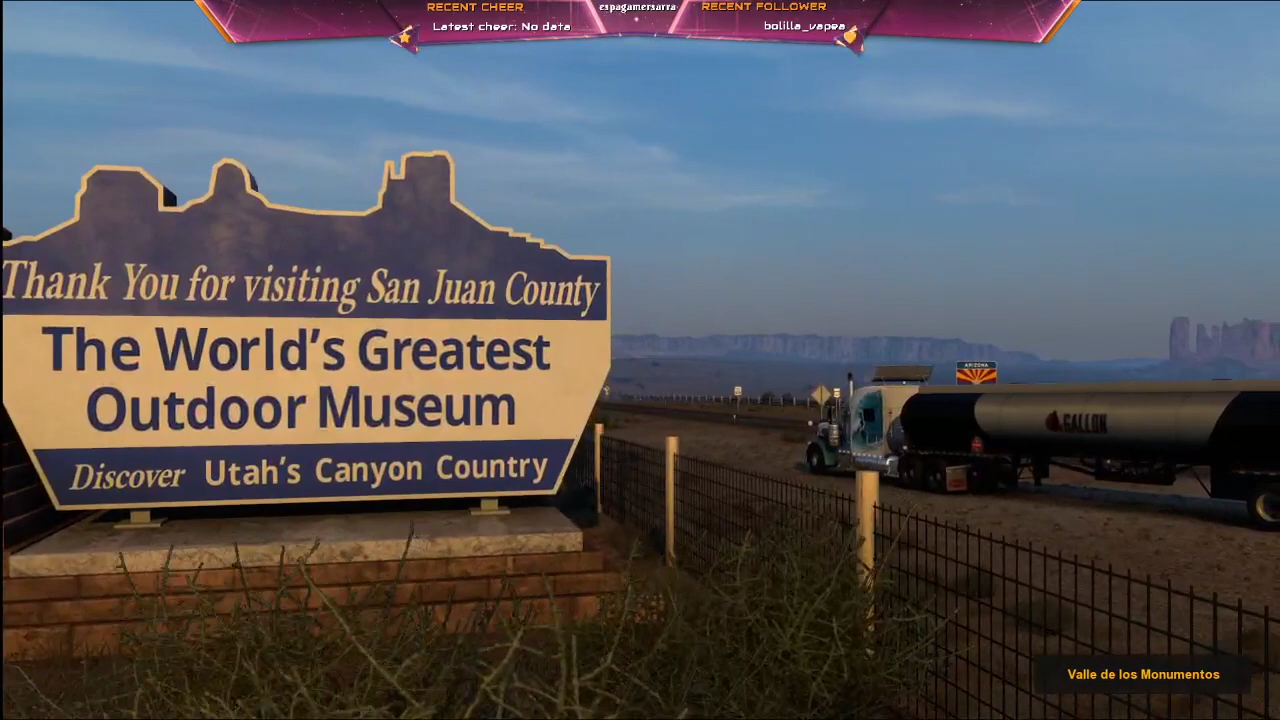 RECENT CHEER
Latest cheer: No data
espagamersarra
RECENT FOLLOWER
bolilla_vapea
Thank You for visiting San Juan County
The World's Greatest
Outdoor Museum
Discover Utah's Canyon Country
ARIZONA
GALLON
Valle de los Monumentos